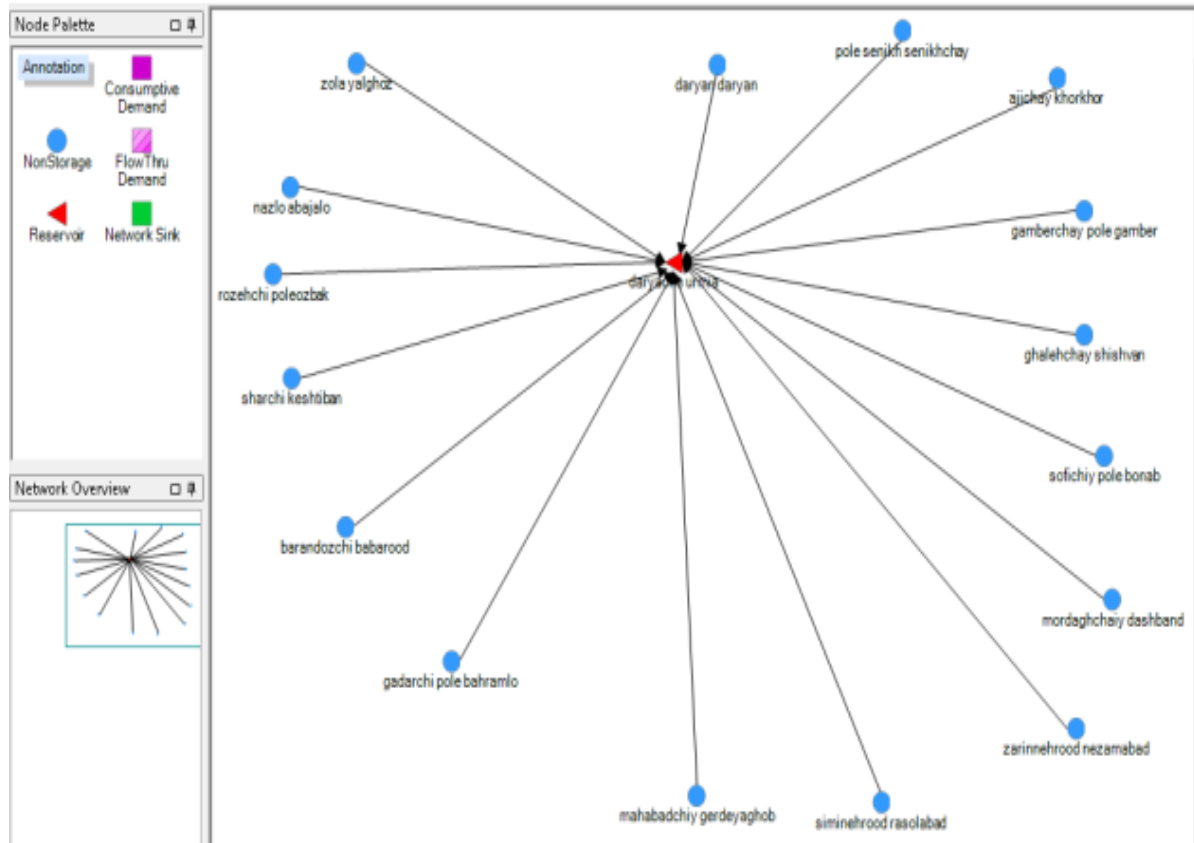 Node Palette
Annotation
Consumptive
Demand
NonStorage
FlowThru
Demand
Reservoir
Network Sink
Network Overview
pole senikh senikhchay
zola yalghoz
daryan daryan
ajichay khorkhor
nazlo abajalo
gamberchay pole gamber
rozehchi poleozbak
urmia
ghalehchay shishvan
sharchi keshtiban
sofichiy pole bonab
barandozchi babarood
mordaghchaiy dashband
gadarchi pole bahramlo
zarinnehrood nezamabad
mahabadchiy gerdeyaghob
siminehrood rasolabad